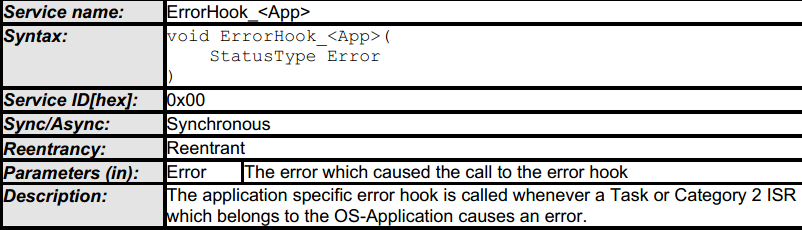 Service name: ErrorHook_<App>
Syntax: void ErrorHook_<App>(
StatusType Error
)
Service ID[hex]: 0x00
Sync/Async: Synchronous
Reentrancy: Reentrant
Parameters (in): Error The error which caused the call to the error hook
Description: The application specific error hook is called whenever a Task or Category 2 ISR
which belongs to the OS-Application causes an error.